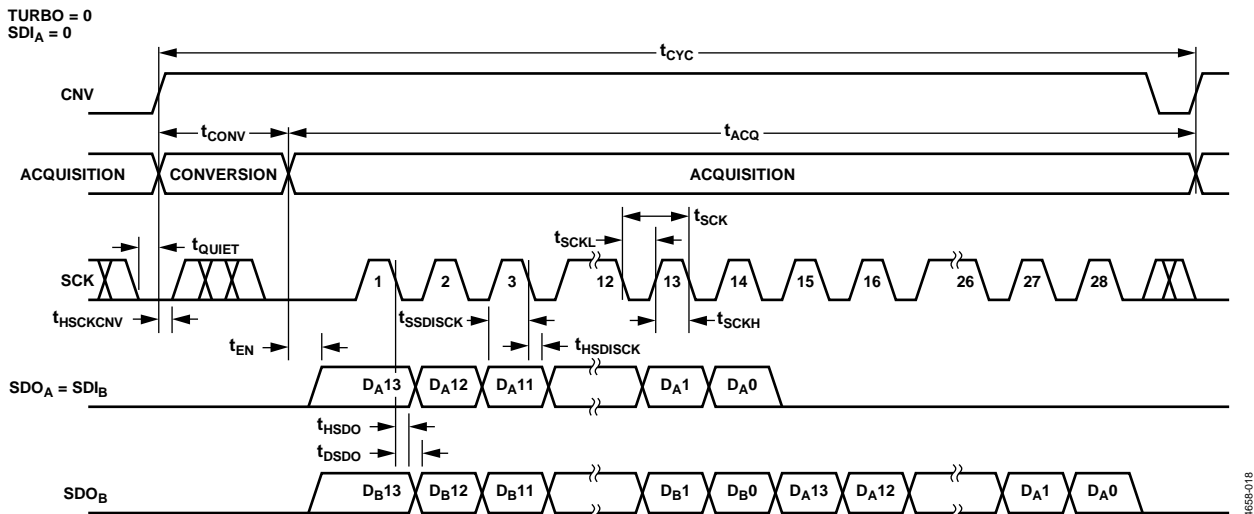 TURBO = 0
SDIA = 0
tCYC
CNV
tCONV
tACQ
ACQUISITION
CONVERSION
ACQUISITION
tSCK
tSCKL
tQUIET
SCK
1 2 3 12 13 14 15 16 26 27 28
tHSCKCNV
tSSDISCK
tSCKH
tEN
tHSDISCK
SDOA = SDIB
DA13 DA12 DA11 DA1 DA0
tHSDO
tDSDO
SDOB
DB13 DB12 DB11 DB1 DB0 DA13 DA12 DA1 DA0
4658-018